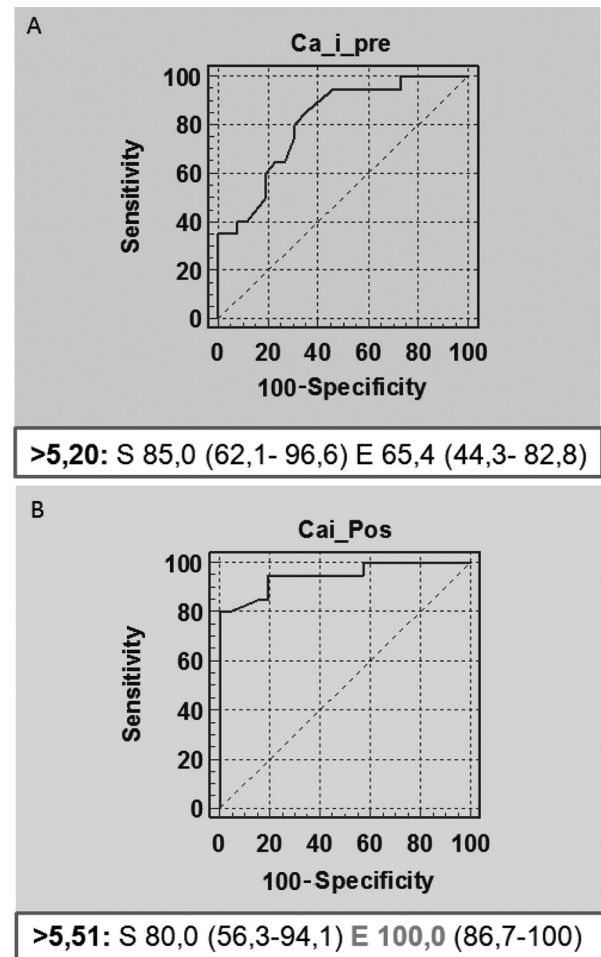 A
Ca_i_pre
100
80
60
40
20
0
Sensitivity
0 20 40 60 80 100
100-Specificity
>5,20: S 85,0 (62,1- 96,6) E 65,4 (44,3- 82,8)
B
Cai_Pos
100
80
60
40
20
0
Sensitivity
0 20 40 60 80 100
100-Specificity
>5,51: S 80,0 (56,3-94,1) E 100,0 (86,7-100)